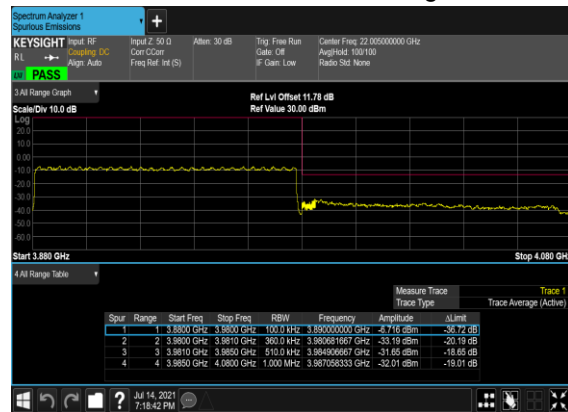 Spectrum Analyzer 1
Spurious Emissions
KEYSIGHT
RL
PASS
Input: RF
Coupling: DC
Align: Auto
Input Z: 50 Ω
Corr CCorr
Freq Ref: Int (S)
Atten: 30 dB
Trig: Free Run
Gate: Off
IF Gain: Low
Center Freq: 22.005000000 GHz
Avg|Hold: 100/100
Radio Std: None
3 All Range Graph
Scale/Div 10.0 dB
Ref Lvl Offset 11.78 dB
Ref Value 30.00 dBm
Log
20.0
10.0
0.00
-10.0
-20.0
-30.0
-40.0
-50.0
-60.0
Start 3.880 GHz
Stop 4.080 GH
4 All Range Table
Measure Trace Trace 1
Trace Type Trace Average (Active)
Spur Range Start Freq Stop Freq RBW Frequency Amplitude ΔLimit
1 1 3.8800 GHz 3.9800 GHz 100.0 kHz 3.890000000 GHz -6.716 dBm -36.72 dB
2 2 3.9800 GHz 3.9810 GHz 360.0 kHz 3.980681667 GHz -33.19 dBm -20.19 dB
3 3 3.9810 GHz 3.9850 GHz 510.0 kHz 3.984906667 GHz -31.65 dBm -18.65 dB
4 4 3.9850 GHz 4.0800 GHz 1.000 MHz 3.987058333 GHz -32.01 dBm -19.01 dB
Jul 14, 2021
7:18:42 PM